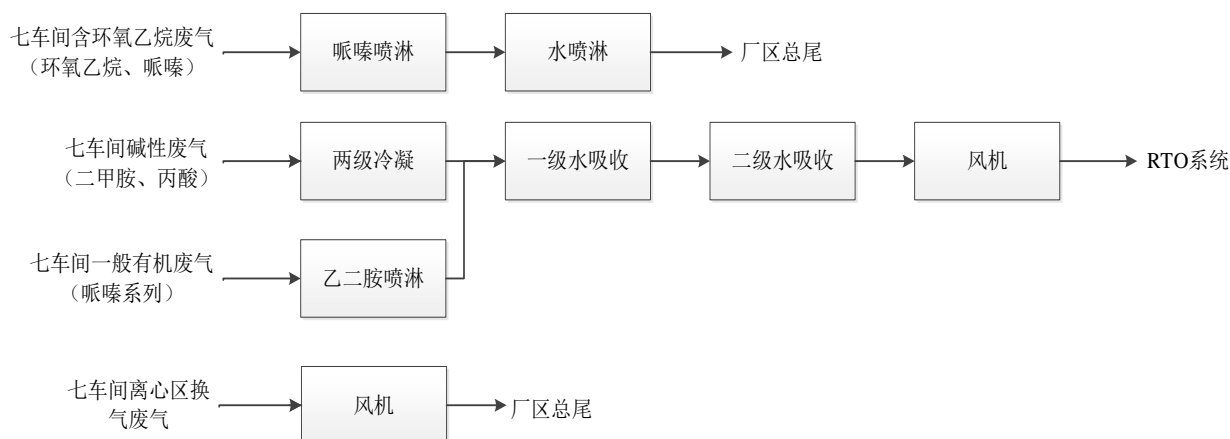 七车间含环氧乙烷废气
（环氧乙烷、哌嗪）
哌嗪喷淋
水喷淋
厂区总尾
七车间碱性废气
（二甲胺、丙酸）
两级冷凝
一级水吸收
二级水吸收
风机
RTO系统
七车间一般有机废气
（哌嗪系列）
乙二胺喷淋
七车间离心区换
气废气
风机
厂区总尾